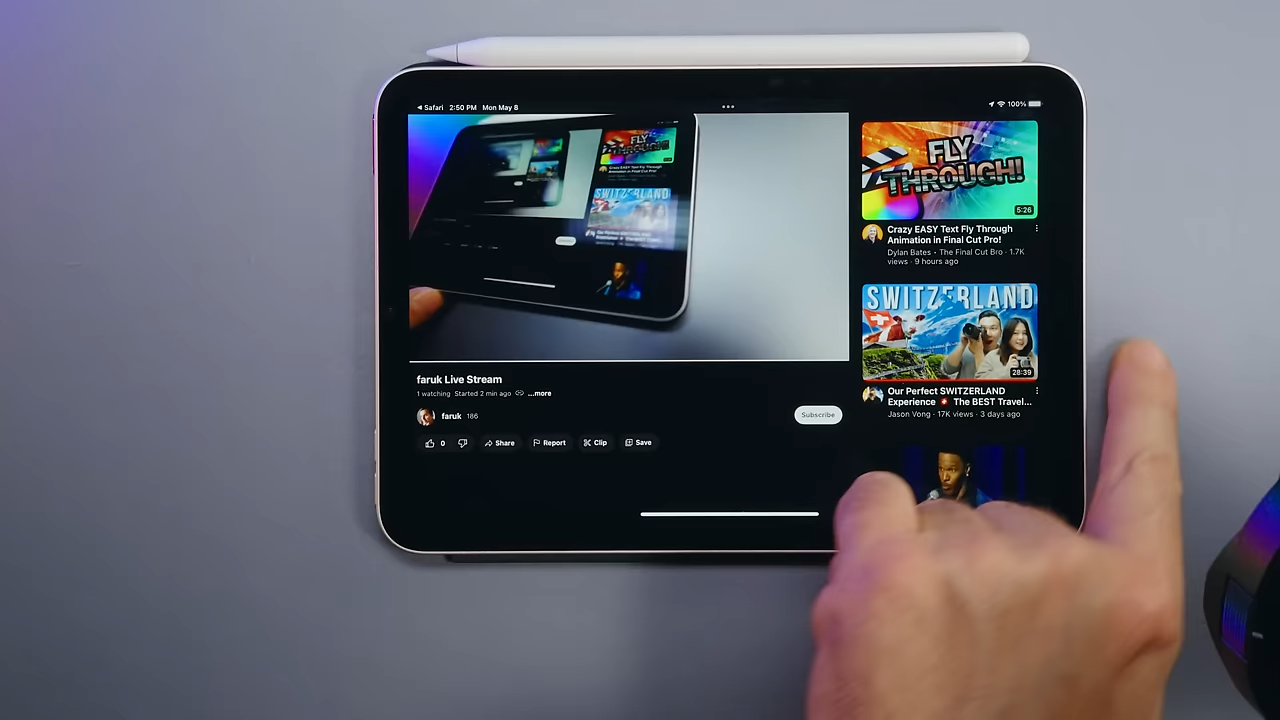 Safari 2:50 PM Mon May 8
100%
FLY
THROUGH!
5:26
Crazy EASY Text Fly Through
Animation in Final Cut Pro!
Dylan Bates • The Final Cut Bro · 1.7K
views · 9 hours ago
SWITZERLAND
28:39
Our Perfect SWITZERLAND
Experience 🇨🇭 The BEST Travel...
Jason Vong · 17K views · 3 days ago
FLY
THROUGH!
SWITZERLAND
faruk Live Stream
1 watching Started 2 min ago ...more
faruk 186
Subscribe
0 Share Report Clip Save